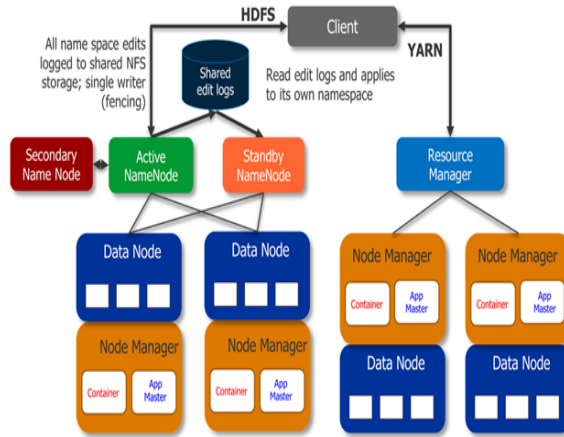 HDFS
Client
YARN
All name space edits
logged to shared NFS
storage; single writer
(fencing)
Shared
edit logs
Read edit logs and applies
to its own namespace
Secondary
Name Node
Active
NameNode
Standby
NameNode
Resource
Manager
Data Node
Data Node
Node Manager
Container
App
Master
Node Manager
Container
App
Master
Node Manager
Container
App
Master
Node Manager
Container
App
Master
Data Node
Data Node